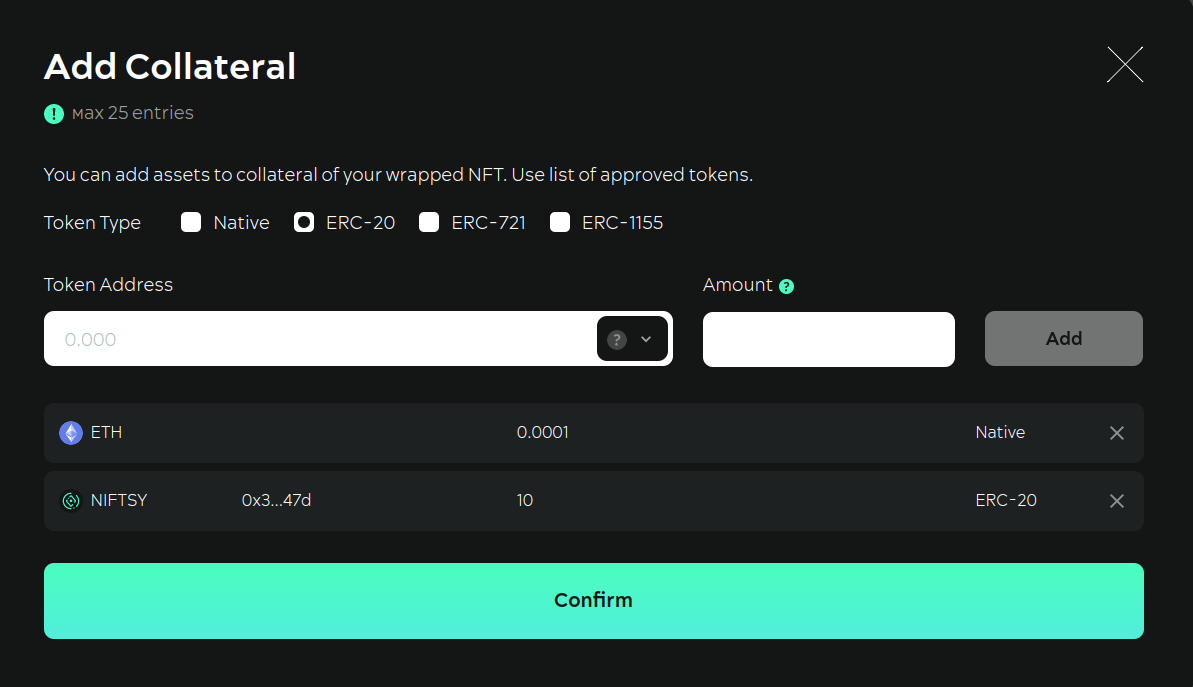 Add Collateral
! мax 25 entries
You can add assets to collateral of your wrapped NFT. Use list of approved tokens.
Token Type Native ERC-20 ERC-721 ERC-1155
Token Address Amount ?
0.000 ? Add
ETH 0.0001 Native
NIFTSY 0x3...47d 10 ERC-20
Confirm